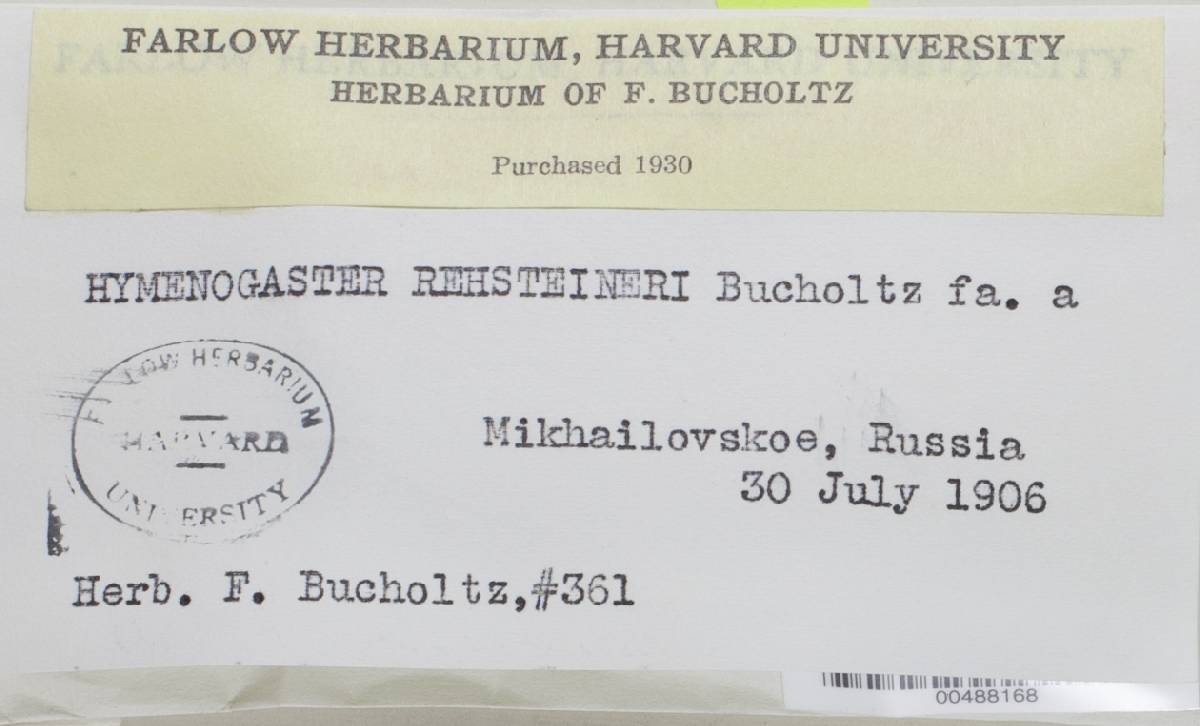 FARLOW HERBARIUM, HARVARD UNIVERSITY
HERBARIUM OF F. BUCHOLTZ
Purchased 1930
HYMENOGASTER REHSTEINERI Bucholtz fa. a
FARLOW HERBARIUM
HARVARD
UNIVERSITY
Mikhailovskoe, Russia
30 July 1906
Herb. F. Bucholtz,#361
00488168